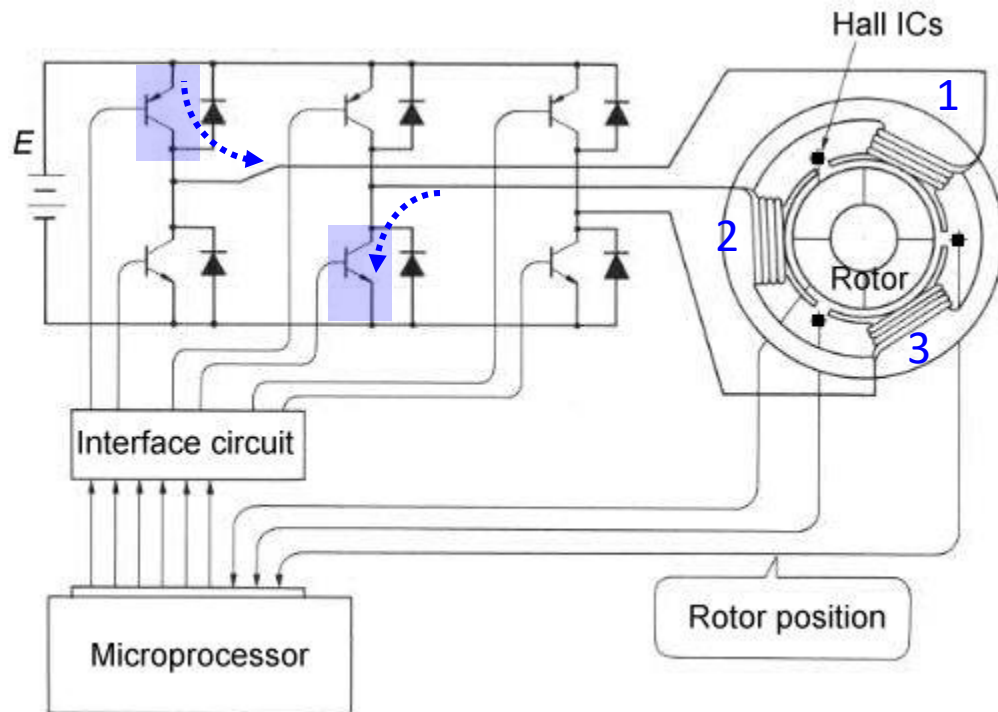 Hall ICs
1
E
2
Rotor
3
Interface circuit
Rotor position
Microprocessor